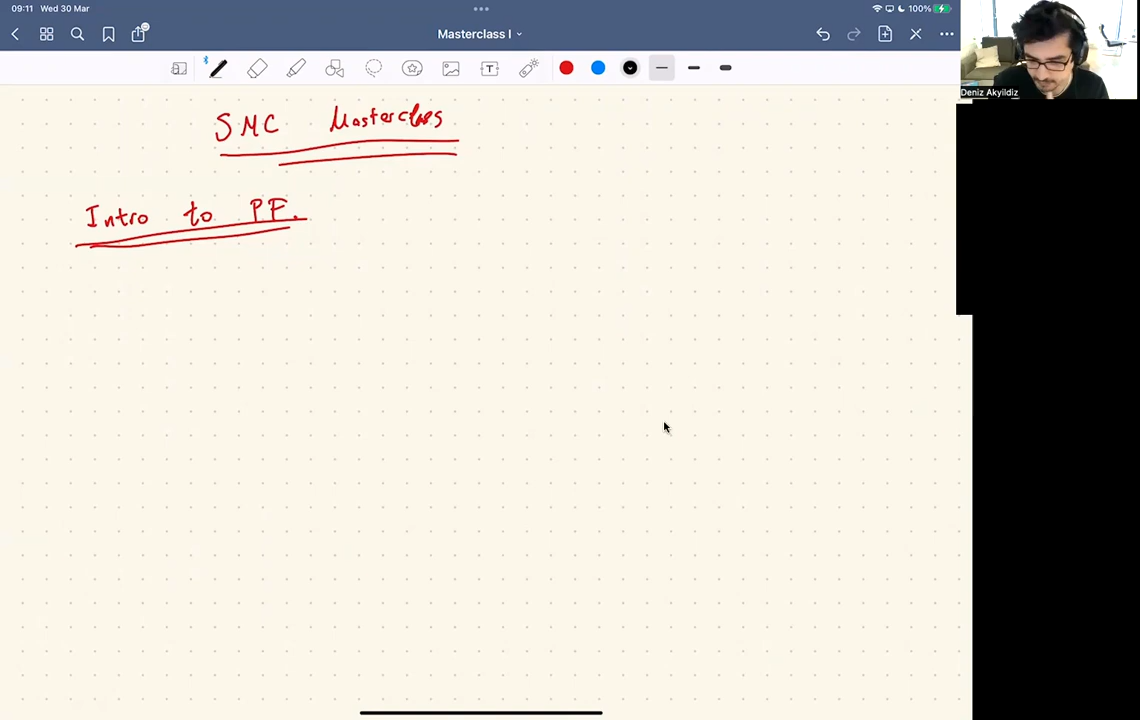 09:11 Wed 30 Mar
100%
Masterclass I
T
Deniz Akyildiz
SMC Masterclass
Intro to PF.